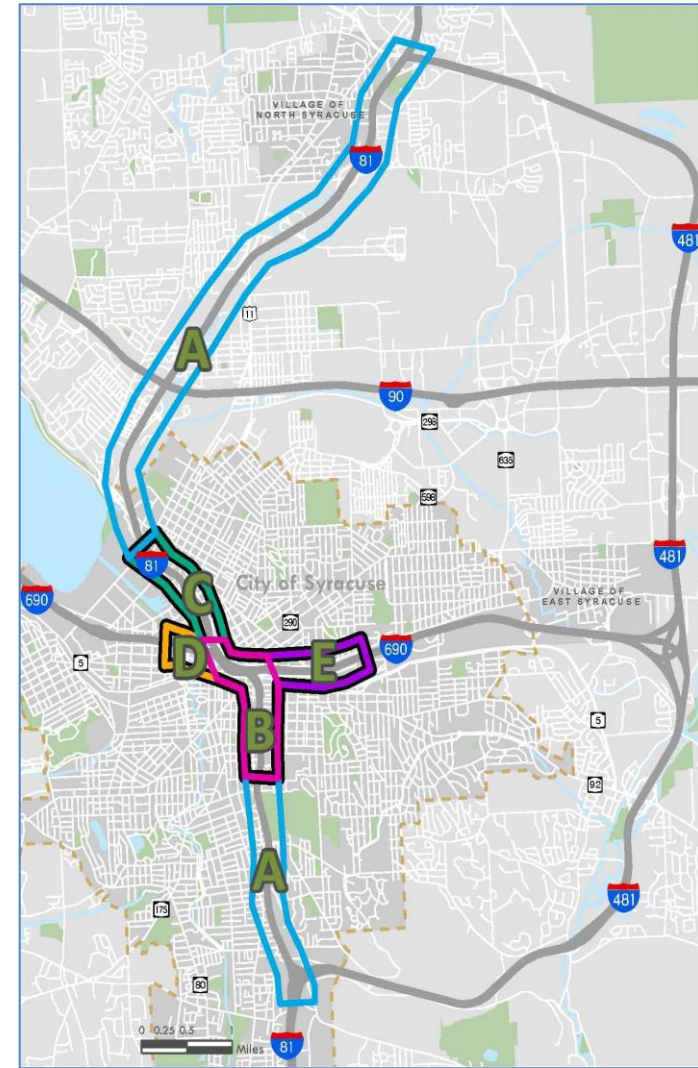 VILLAGE OF
NORTH SYRACUSE
81
481
11
A
90
298
635
598
81
481
C
City of Syracuse
VILLAGE OF
EAST SYRACUSE
690
290
D
E
690
5
B
5
92
A
481
175
80
0 0.25 0.5 1
Miles
81